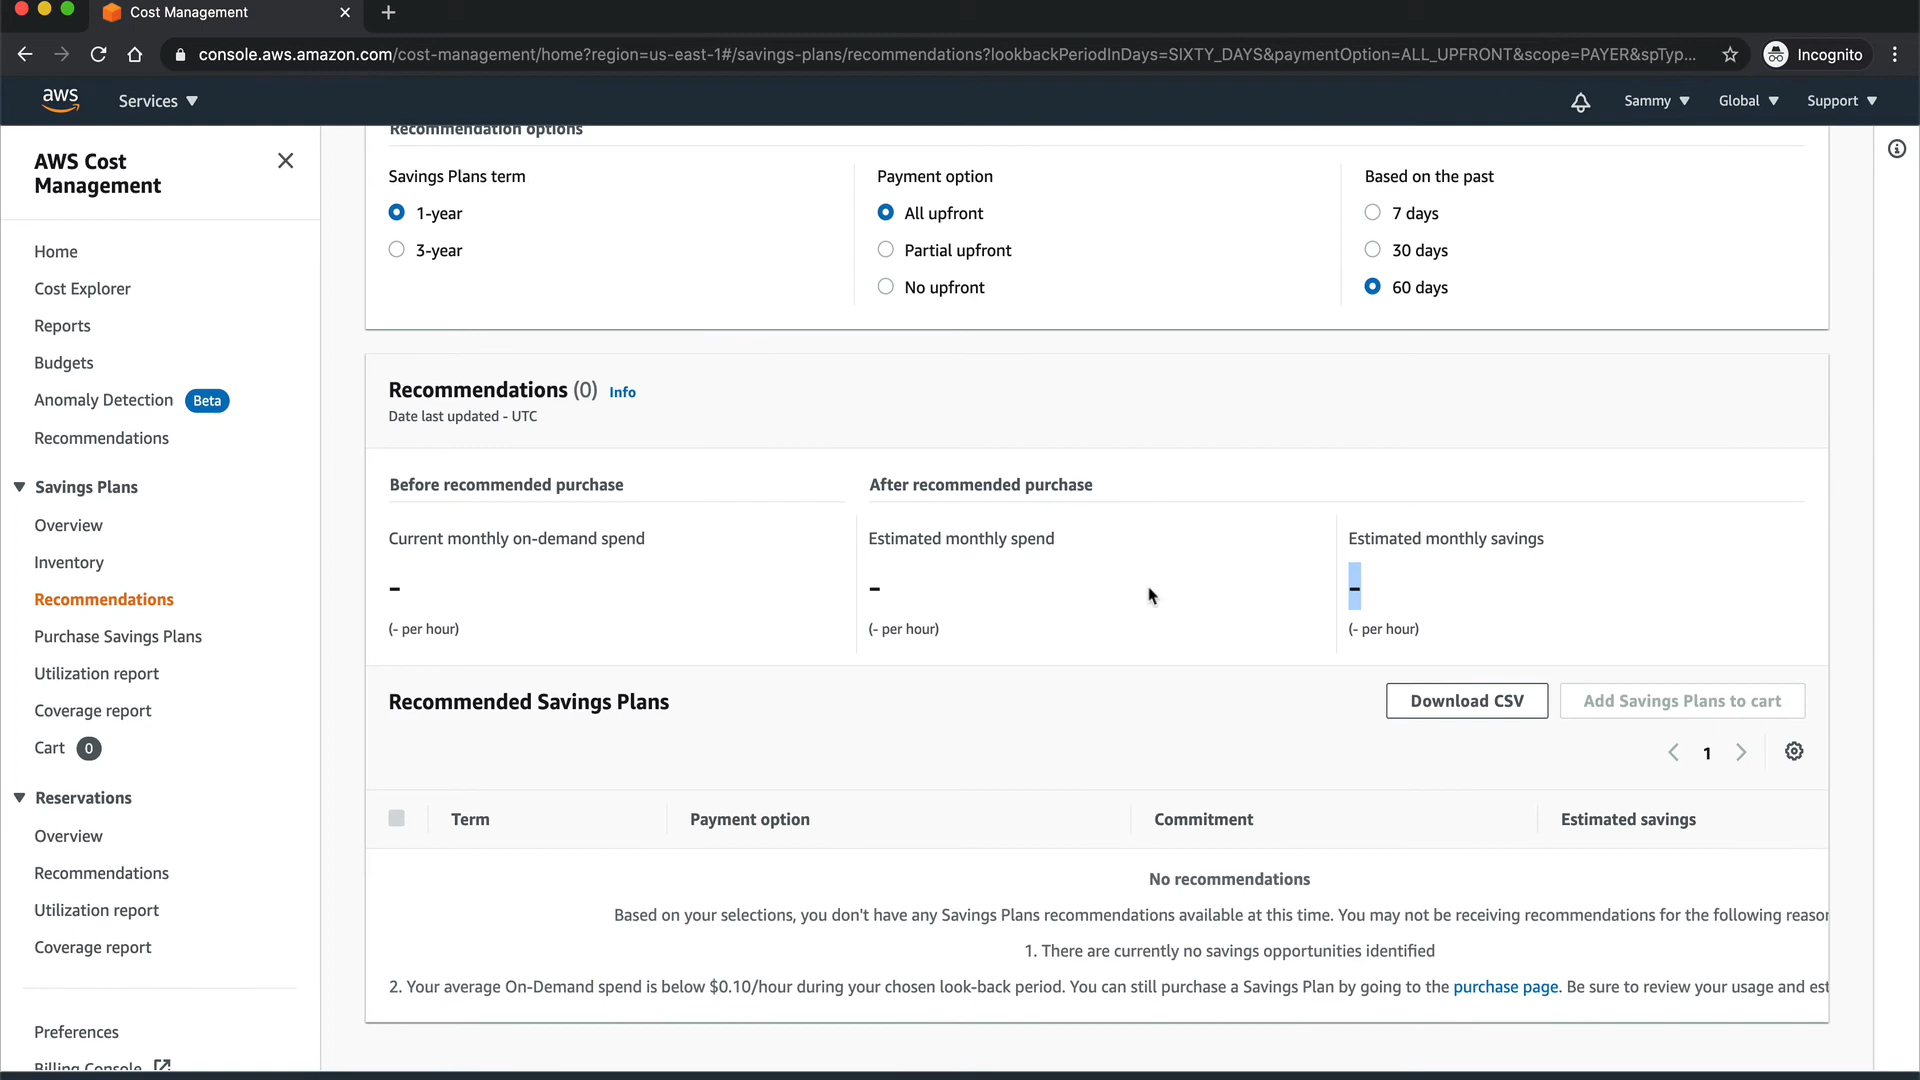 Cost Management
console.aws.amazon.com/cost-management/home?region=us-east-1#/savings-plans/recommendations?lookbackPeriodInDays=SIXTY_DAYS&paymentOption=ALL_UPFRONT&scope=PAYER&spTyp...
Incognito
aws
Services
Sammy
Global
Support
AWS Cost
Management
Home
Cost Explorer
Reports
Budgets
Anomaly Detection Beta
Recommendations
Savings Plans
Overview
Inventory
Recommendations
Purchase Savings Plans
Utilization report
Coverage report
Cart 0
Reservations
Overview
Recommendations
Utilization report
Coverage report
Preferences
Billing Console
Recommendation options
Savings Plans term
1-year
3-year
Payment option
All upfront
Partial upfront
No upfront
Based on the past
7 days
30 days
60 days
Recommendations (0) Info
Date last updated - UTC
Before recommended purchase
Current monthly on-demand spend
-
(- per hour)
After recommended purchase
Estimated monthly spend
-
(- per hour)
Estimated monthly savings
-
(- per hour)
Recommended Savings Plans
Download CSV
Add Savings Plans to cart
1
Term
Payment option
Commitment
Estimated savings
No recommendations
Based on your selections, you don't have any Savings Plans recommendations available at this time. You may not be receiving recommendations for the following reasor
1. There are currently no savings opportunities identified
2. Your average On-Demand spend is below $0.10/hour during your chosen look-back period. You can still purchase a Savings Plan by going to the purchase page. Be sure to review your usage and est